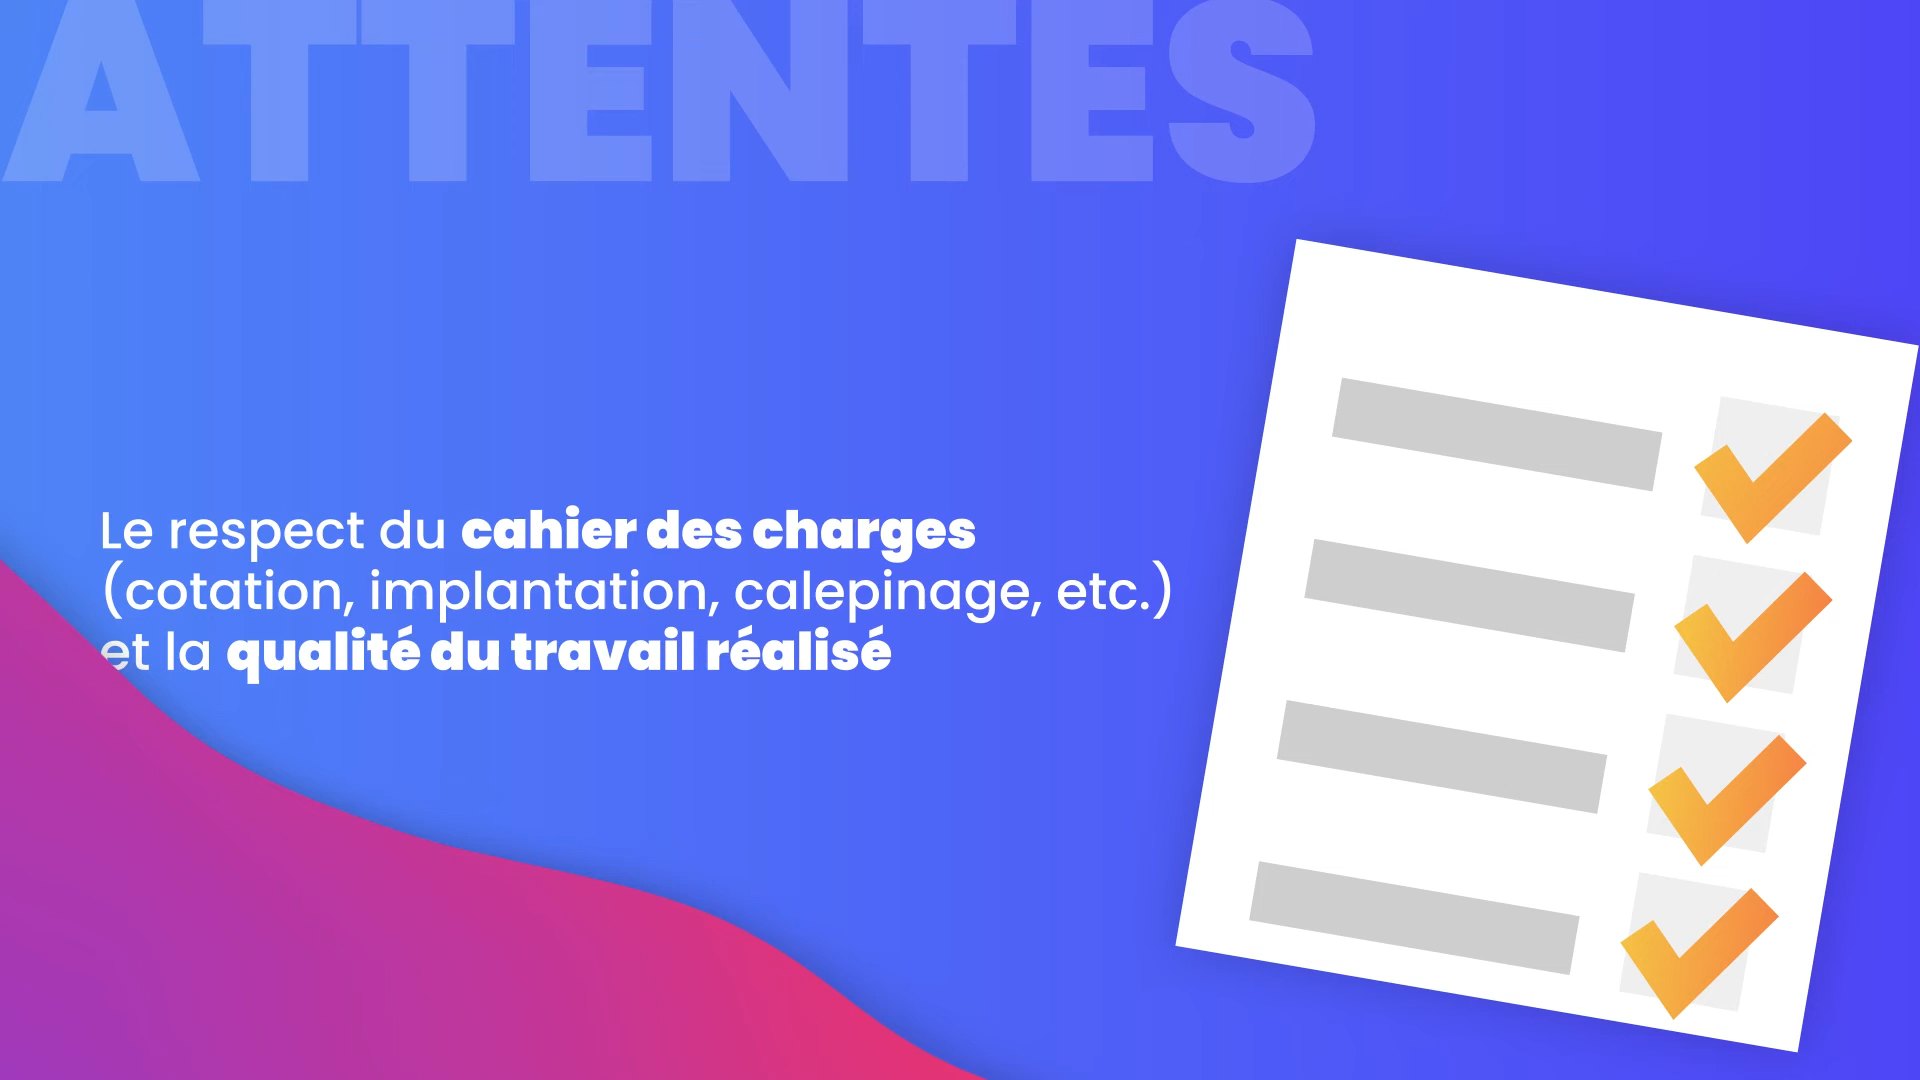 ATTENTES
Le respect du cahier des charges
(cotation, implantation, calepinage, etc.)
et la qualité du travail réalisé